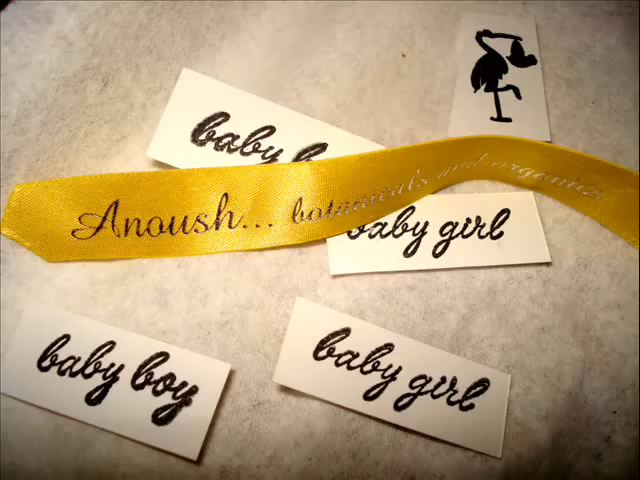 baby b
Anoush... botanicals and organics
baby girl
baby boy
baby girl